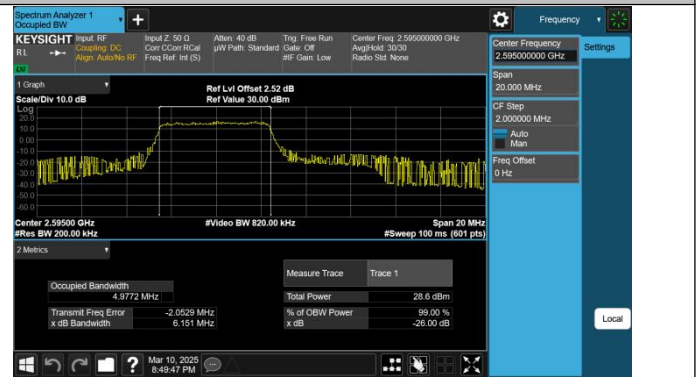 Spectrum Analyzer 1
Occupied BW
Frequency
KEYSIGHT Input: RF Input Z: 50 Ω Atten: 40 dB Trig: Free Run Center Freq: 2.595000000 GHz
RL Coupling: DC Corr CCorr RCal µW Path: Standard Gate: Off Avg|Hold: 30/30
Align: Auto/No RF Freq Ref: Int (S) #IF Gain: Low Radio Std: None
LXI
Center Frequency
2.595000000 GHz
Settings
Span
20.000 MHz
CF Step
2.000000 MHz
Auto
Man
Freq Offset
0 Hz
1 Graph
Ref Lvl Offset 2.52 dB
Scale/Div 10.0 dB Ref Value 30.00 dBm
Log
20.0
10.0
0.00
-10.0
-20.0
-30.0
-40.0
-50.0
-60.0
Center 2.59500 GHz #Video BW 820.00 kHz Span 20 MHz
#Res BW 200.00 kHz #Sweep 100 ms (601 pts)
2 Metrics
Measure Trace Trace 1
Occupied Bandwidth
4.9772 MHz
Total Power 28.6 dBm
Transmit Freq Error -2.0529 MHz % of OBW Power 99.00 %
x dB Bandwidth 6.151 MHz x dB -26.00 dB
Local
Mar 10, 2025
8:49:47 PM